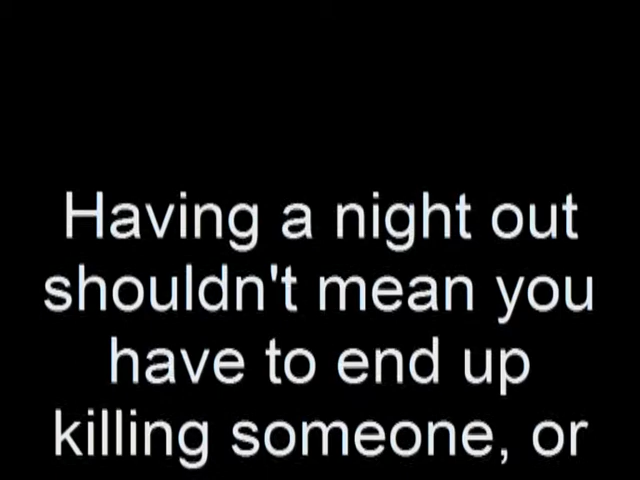 Having a night out
shouldn't mean you
have to end up
killing someone, or